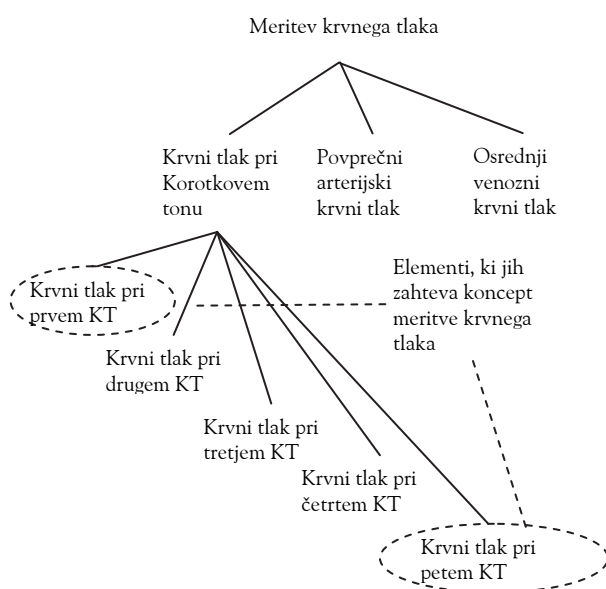 Meritev krvnega tlaka
Krvni tlak pri
Korotkovem
tonu
Povprečni
arterijski
krvni tlak
Osrednji
venozni
krvni tlak
Elementi, ki jih
zahteva koncept
meritve krvnega
tlaka
Krvni tlak pri
prvem KT
Krvni tlak pri
drugem KT
Krvni tlak pri
tretjem KT
Krvni tlak pri
četrtem KT
Krvni tlak pri
petem KT